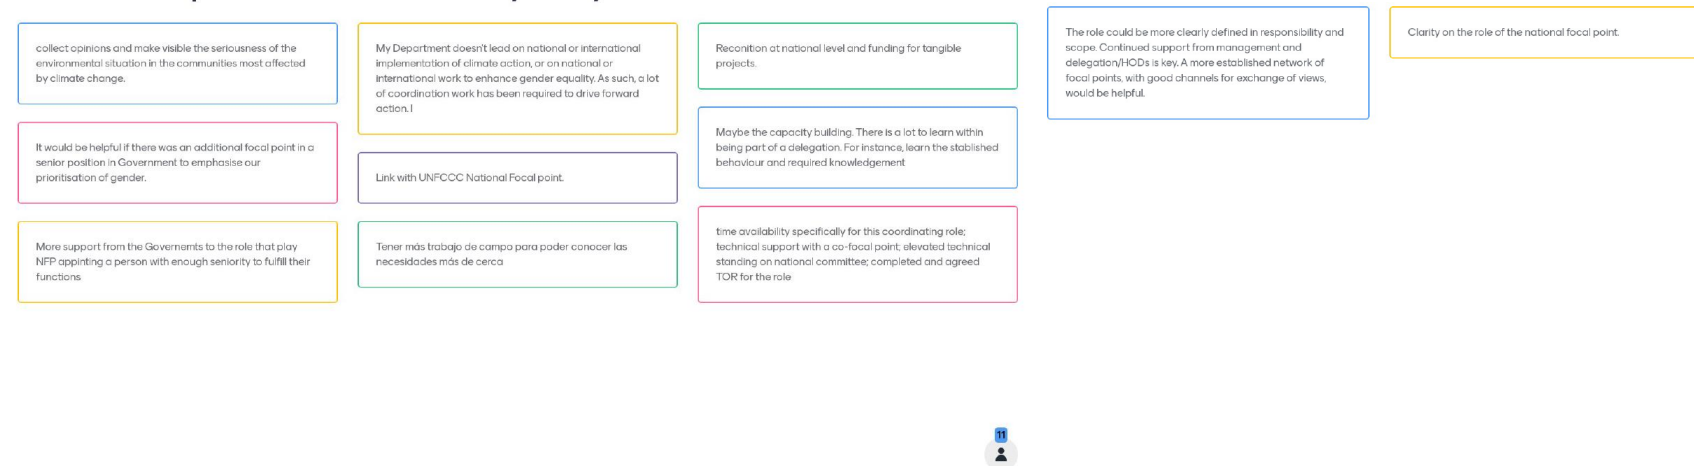 collect opinions and make visible the seriousness of the
environmental situation in the communities most affected
by climate change.
It would be helpful if there was an additional focal point in a
senior position in Government to emphasise our
prioritisation of gender.
More support from the Governemts to the role that play
NFP appinting a person with enough seniority to fulfill their
functions
My Department doesn't lead on national or international
implementation of climate action, or on national or
international work to enhance gender equality. As such, a lot
of coordination work has been required to drive forward
action. I
Link with UNFCCC National Focal point.
Tener más trabajo de campo para poder conocer las
necesidades más de cerca
Reconition at national level and funding for tangible
projects.
Maybe the capacity building. There is a lot to learn within
being part of a delegation. For instance, learn the stablished
behaviour and required knowledgement
time availability specifically for this coordinating role;
technical support with a co-focal point; elevated technical
standing on national committee; completed and agreed
TOR for the role
11
The role could be more clearly defined in responsibility and
scope. Continued support from management and
delegation/HODs is key. A more established network of
focal points, with good channels for exchange of views,
would be helpful.
Clarity on the role of the national focal point.